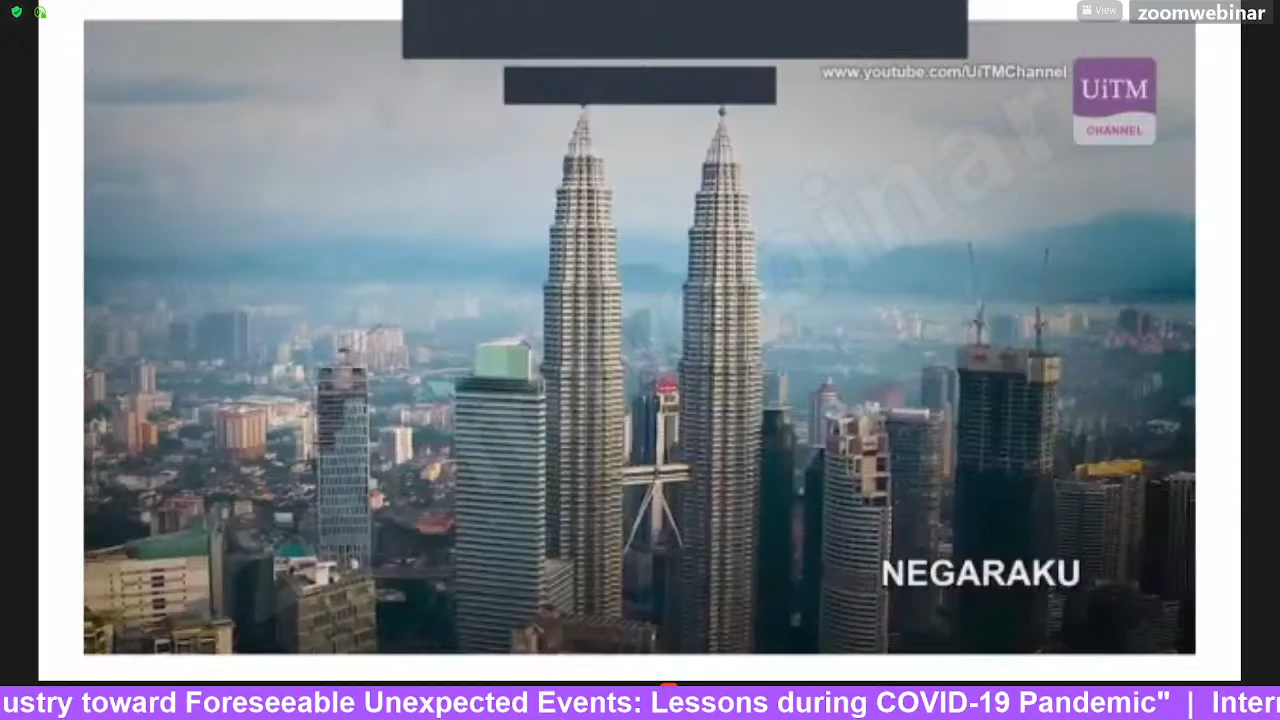 View
zoomwebinar
www.youtube.com/UiTMChannel
UiTM
CHANNEL
NEGARAKU
ustry toward Foreseeable Unexpected Events: Lessons during COVID-19 Pandemic" | Inter